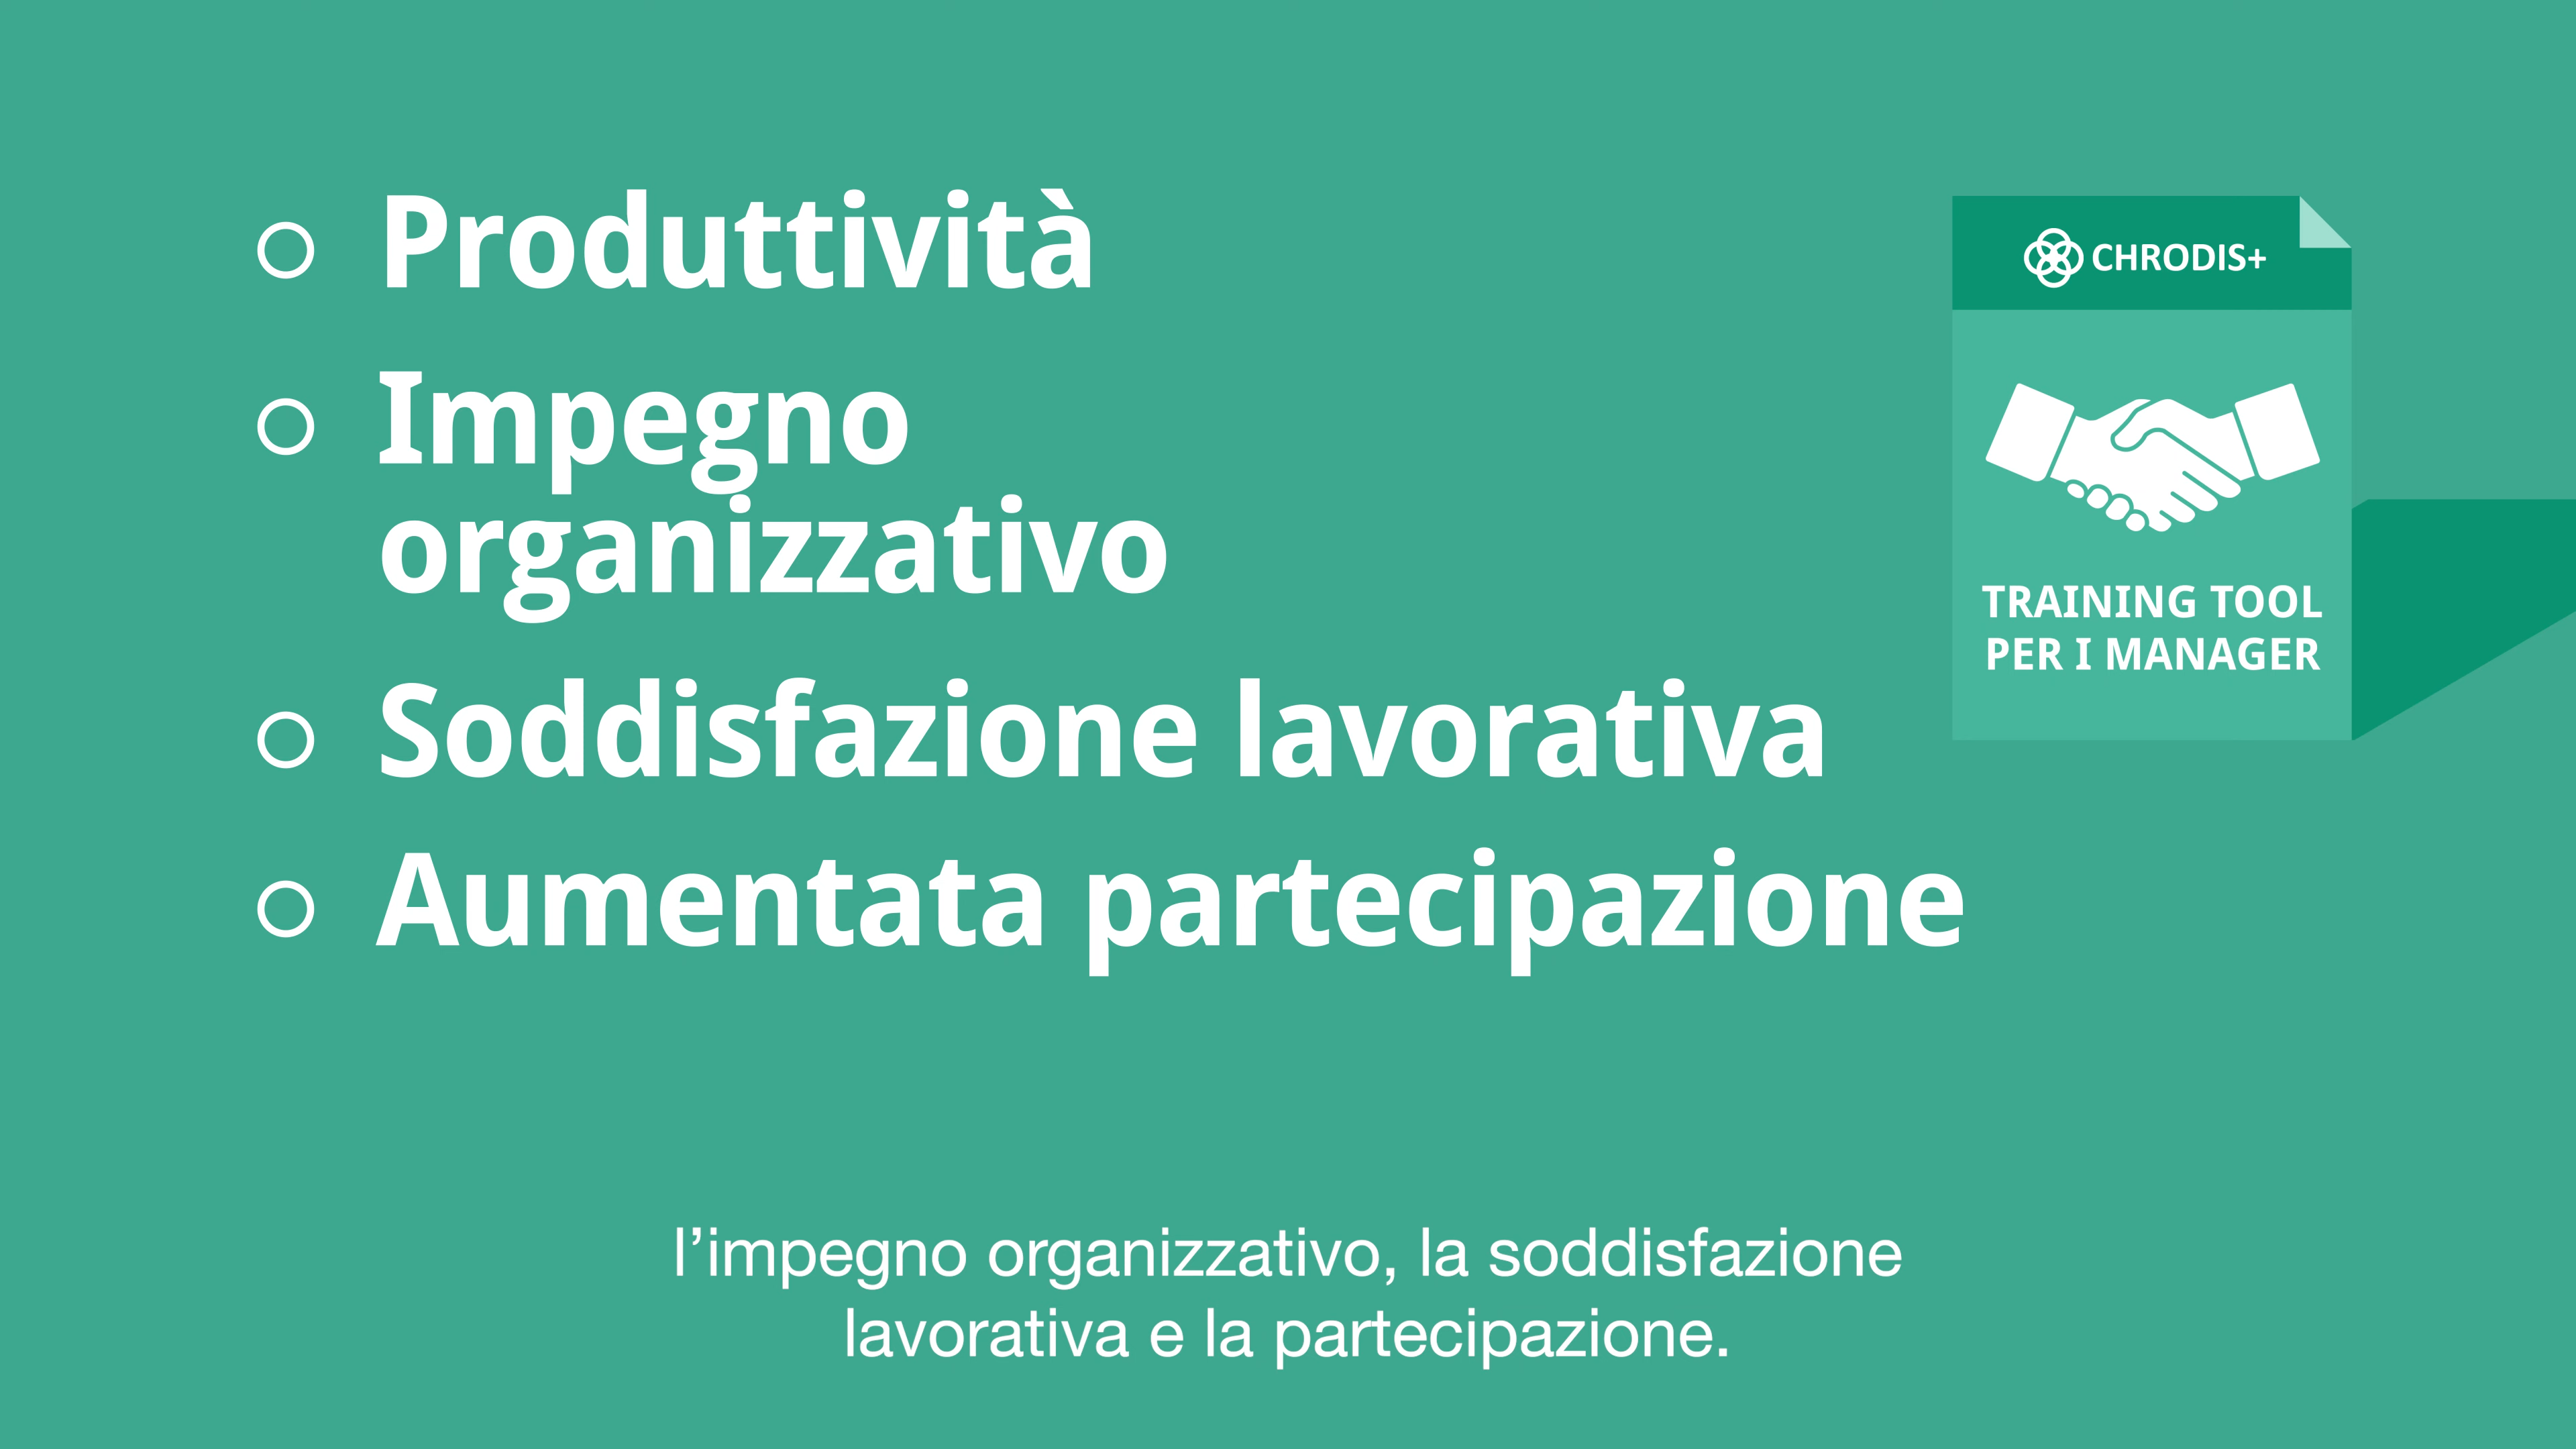 Produttività
Impegno
organizzativo
Soddisfazione lavorativa
Aumentata partecipazione
CHRODIS+
TRAINING TOOL
PER I MANAGER
l’impegno organizzativo, la soddisfazione
lavorativa e la partecipazione.